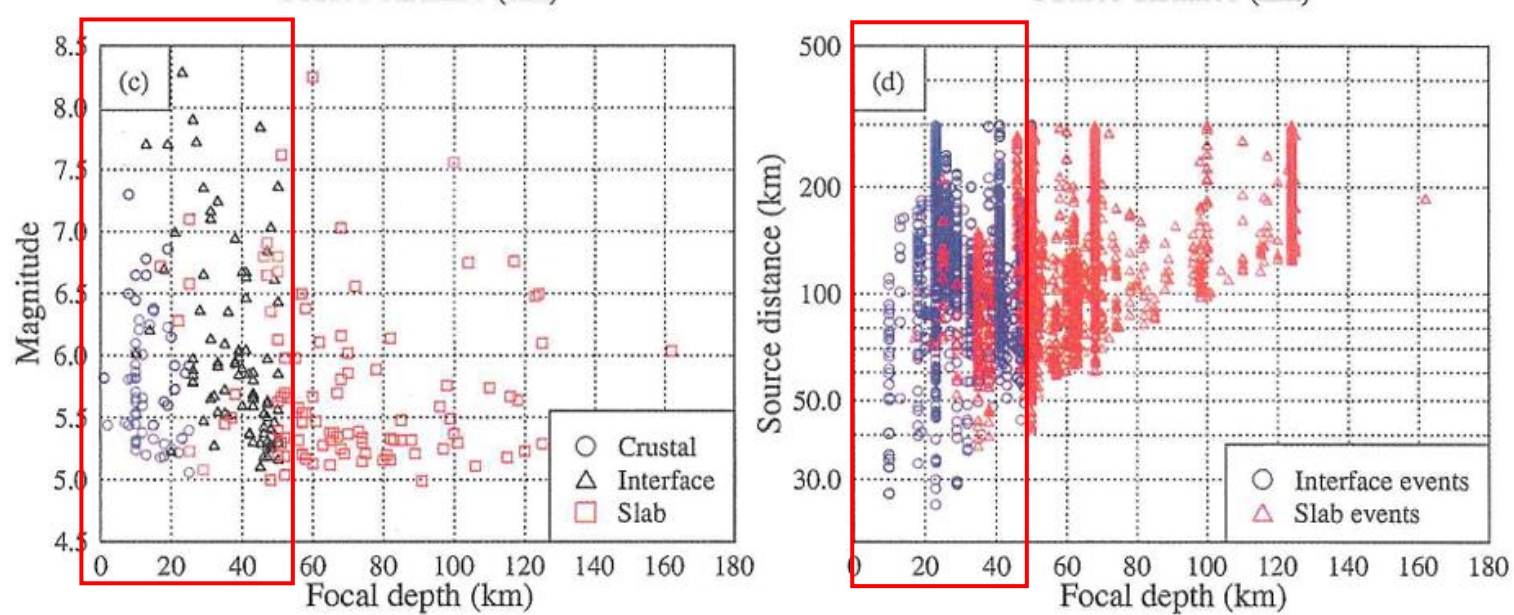 (c)
8.5
8.0
7.5
7.0
6.5
6.0
5.5
5.0
4.5
Magnitude
0 20 40 60 80 100 120 140 160 180
Focal depth (km)
Crustal
Interface
Slab
(d)
500
200
100
50.0
30.0
Source distance (km)
0 20 40 60 80 100 120 140 160 180
Focal depth (km)
Interface events
Slab events